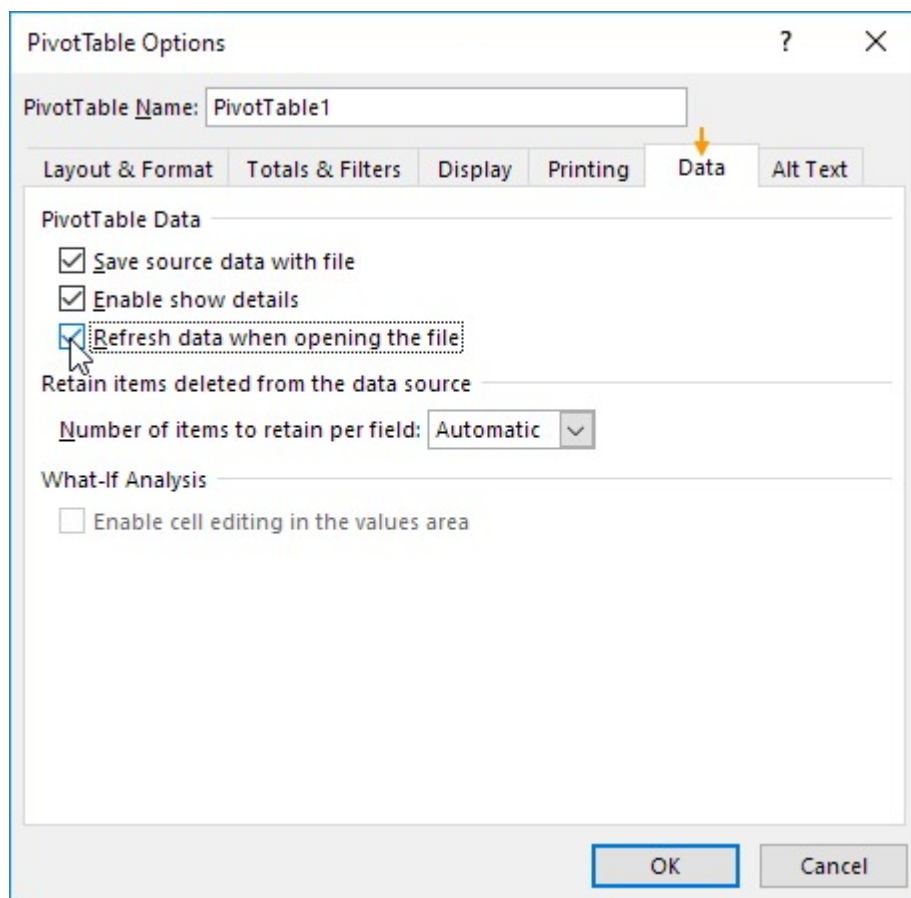 PivotTable Options ?
PivotTable Name: PivotTable1
Layout & Format Totals & Filters Display Printing Data Alt Text
PivotTable Data
Save source data with file
Enable show details
Refresh data when opening the file
Retain items deleted from the data source
Number of items to retain per field: Automatic
What-If Analysis
Enable cell editing in the values area
OK Cancel